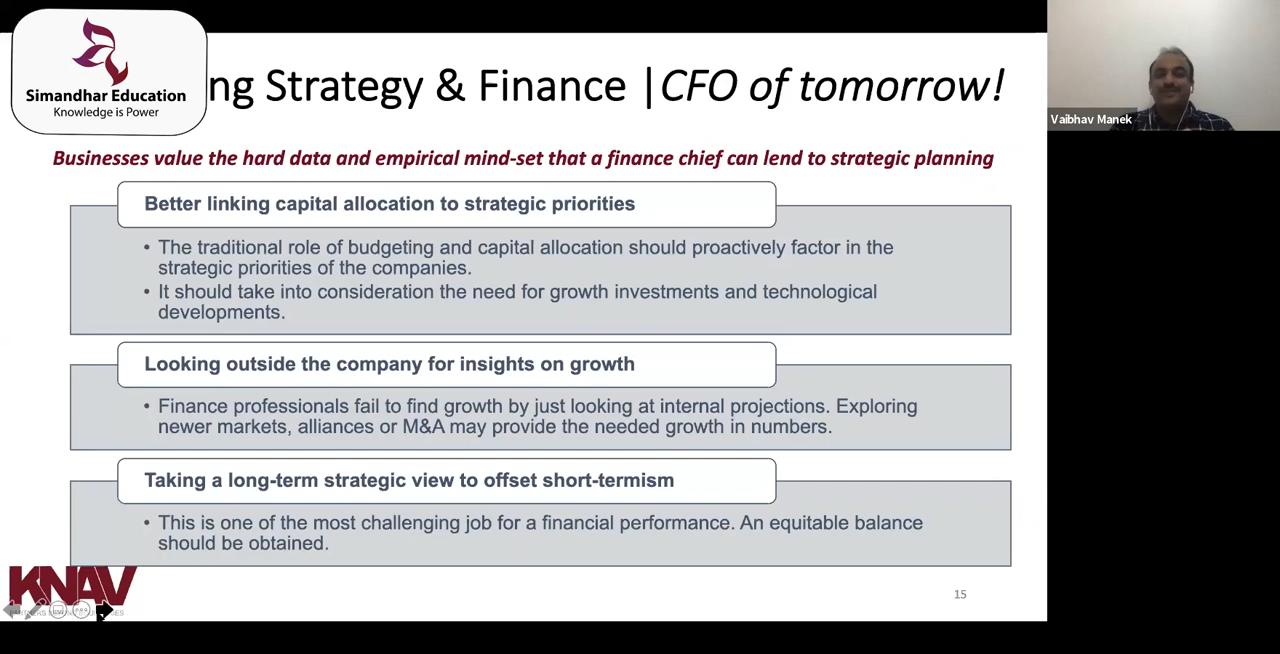 Simandhar Education
Knowledge is Power
ng Strategy & Finance | CFO of tomorrow!
Vaibhav Manek
Businesses value the hard data and empirical mind-set that a finance chief can lend to strategic planning
Better linking capital allocation to strategic priorities
• The traditional role of budgeting and capital allocation should proactively factor in the
strategic priorities of the companies.
• It should take into consideration the need for growth investments and technological
developments.
Looking outside the company for insights on growth
• Finance professionals fail to find growth by just looking at internal projections. Exploring
newer markets, alliances or M&A may provide the needed growth in numbers.
Taking a long-term strategic view to offset short-termism
• This is one of the most challenging job for a financial performance. An equitable balance
should be obtained.
KNAV
15